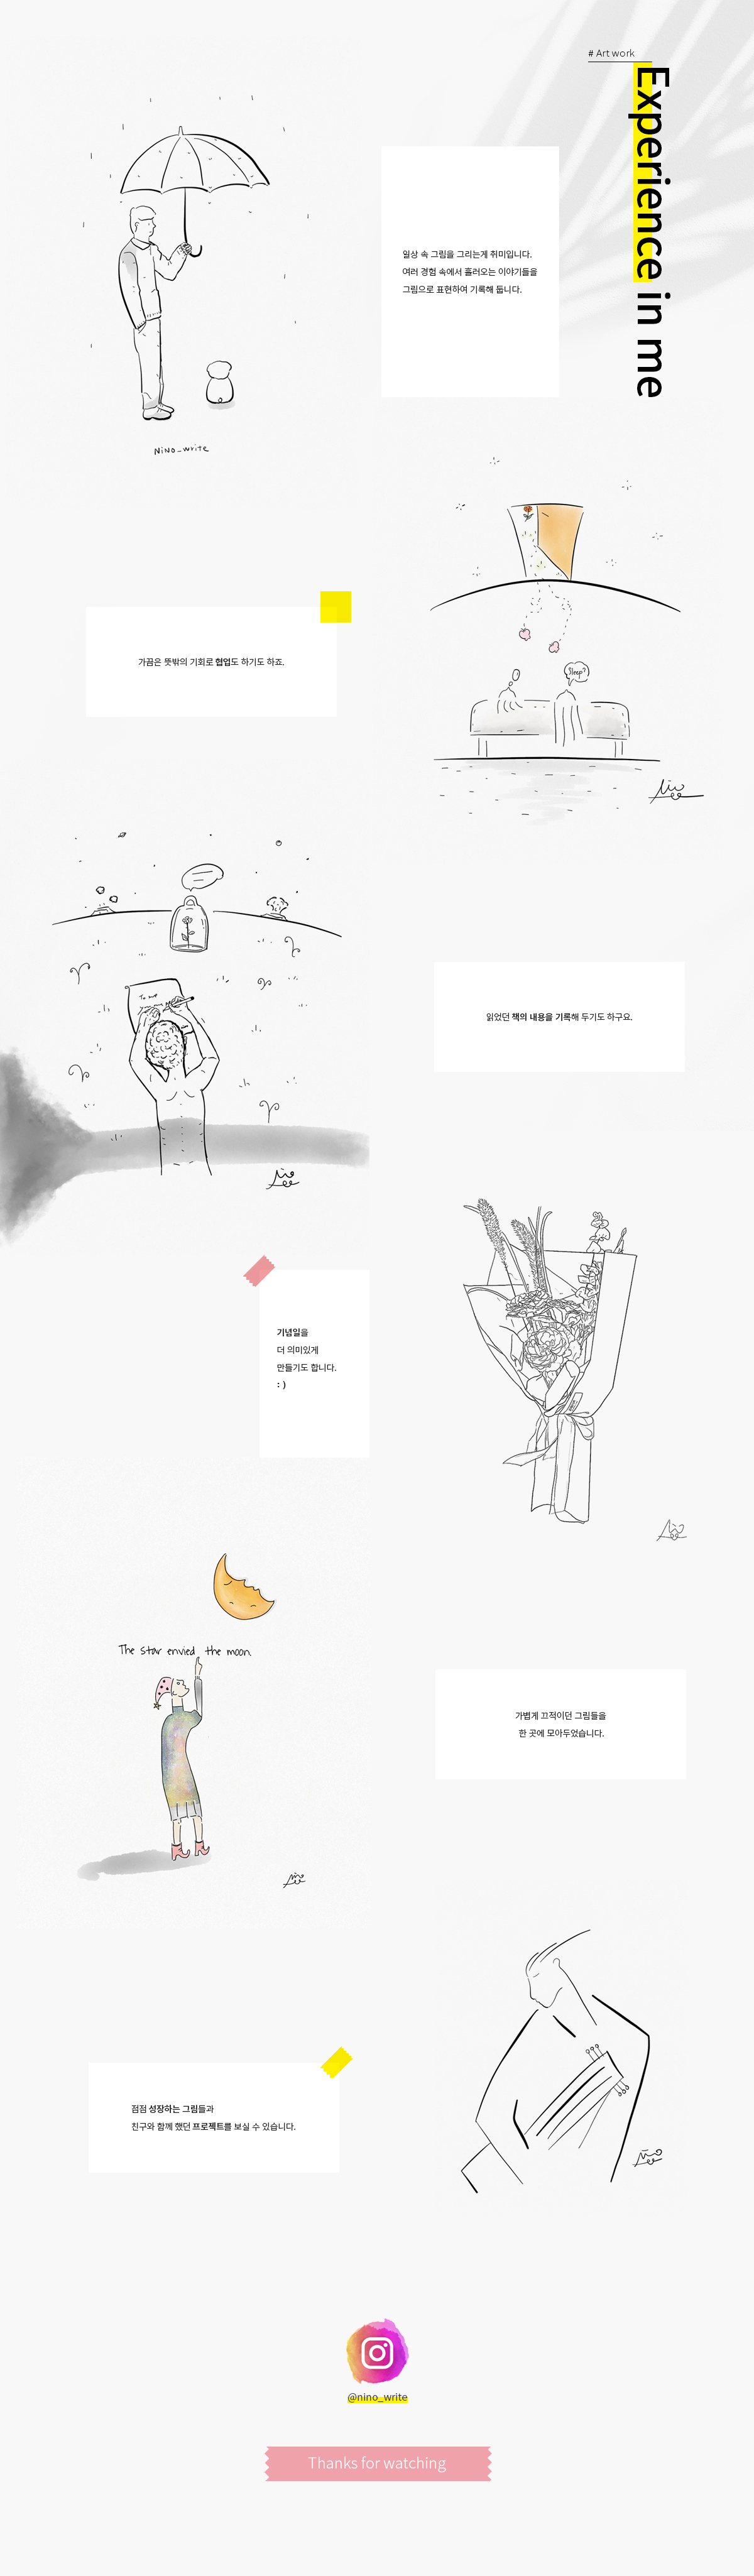 # Art work
Experience in me
일상 속 그림을 그리는게 취미입니다.
여러 경험 속에서 흘러오는 이야기들을
그림으로 표현하여 기록해 둡니다.
Nino_write
가끔은 뜻밖의 기회로 협업도 하기도 하죠.
Sleep?
읽었던 책의 내용을 기록해 두기도 하구요.
기념일을
더 의미있게
만들기도 합니다.
: )
The star envied the moon.
가볍게 끄적이던 그림들을
한 곳에 모아두었습니다.
점점 성장하는 그림들과
친구와 함께 했던 프로젝트를 보실 수 있습니다.
@nino_write
Thanks for watching